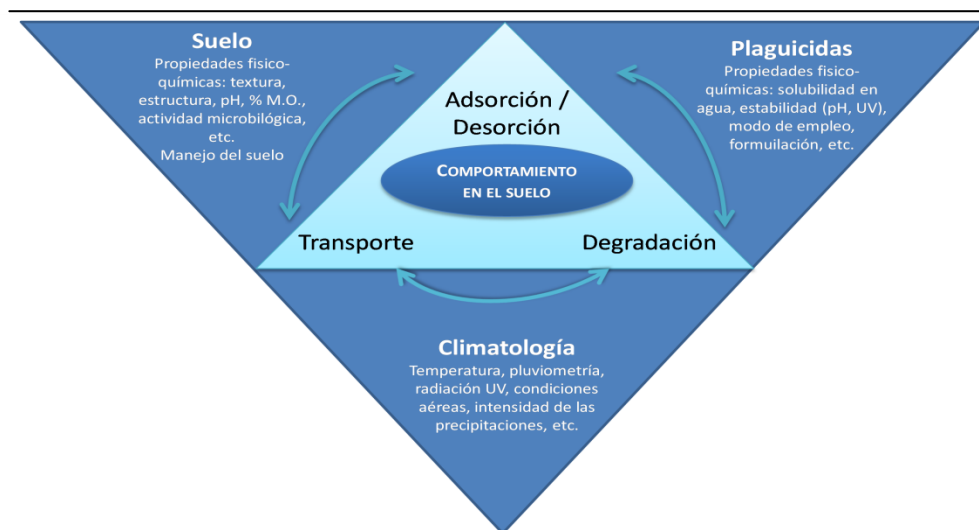 Suelo
Propiedades fisico-
químicas: textura,
estructura, pH, % M.O.,
actividad microbilógica,
etc.
Manejo del suelo
Plaguicidas
Propiedades fisico-
químicas: solubilidad en
agua, estabilidad (pH, UV),
modo de empleo,
formuilación, etc.
Adsorción /
Desorción
COMPORTAMIENTO
EN EL SUELO
Transporte
Degradación
Climatología
Temperatura, pluviometría,
radiación UV, condiciones
aéreas, intensidad de las
precipitaciones, etc.